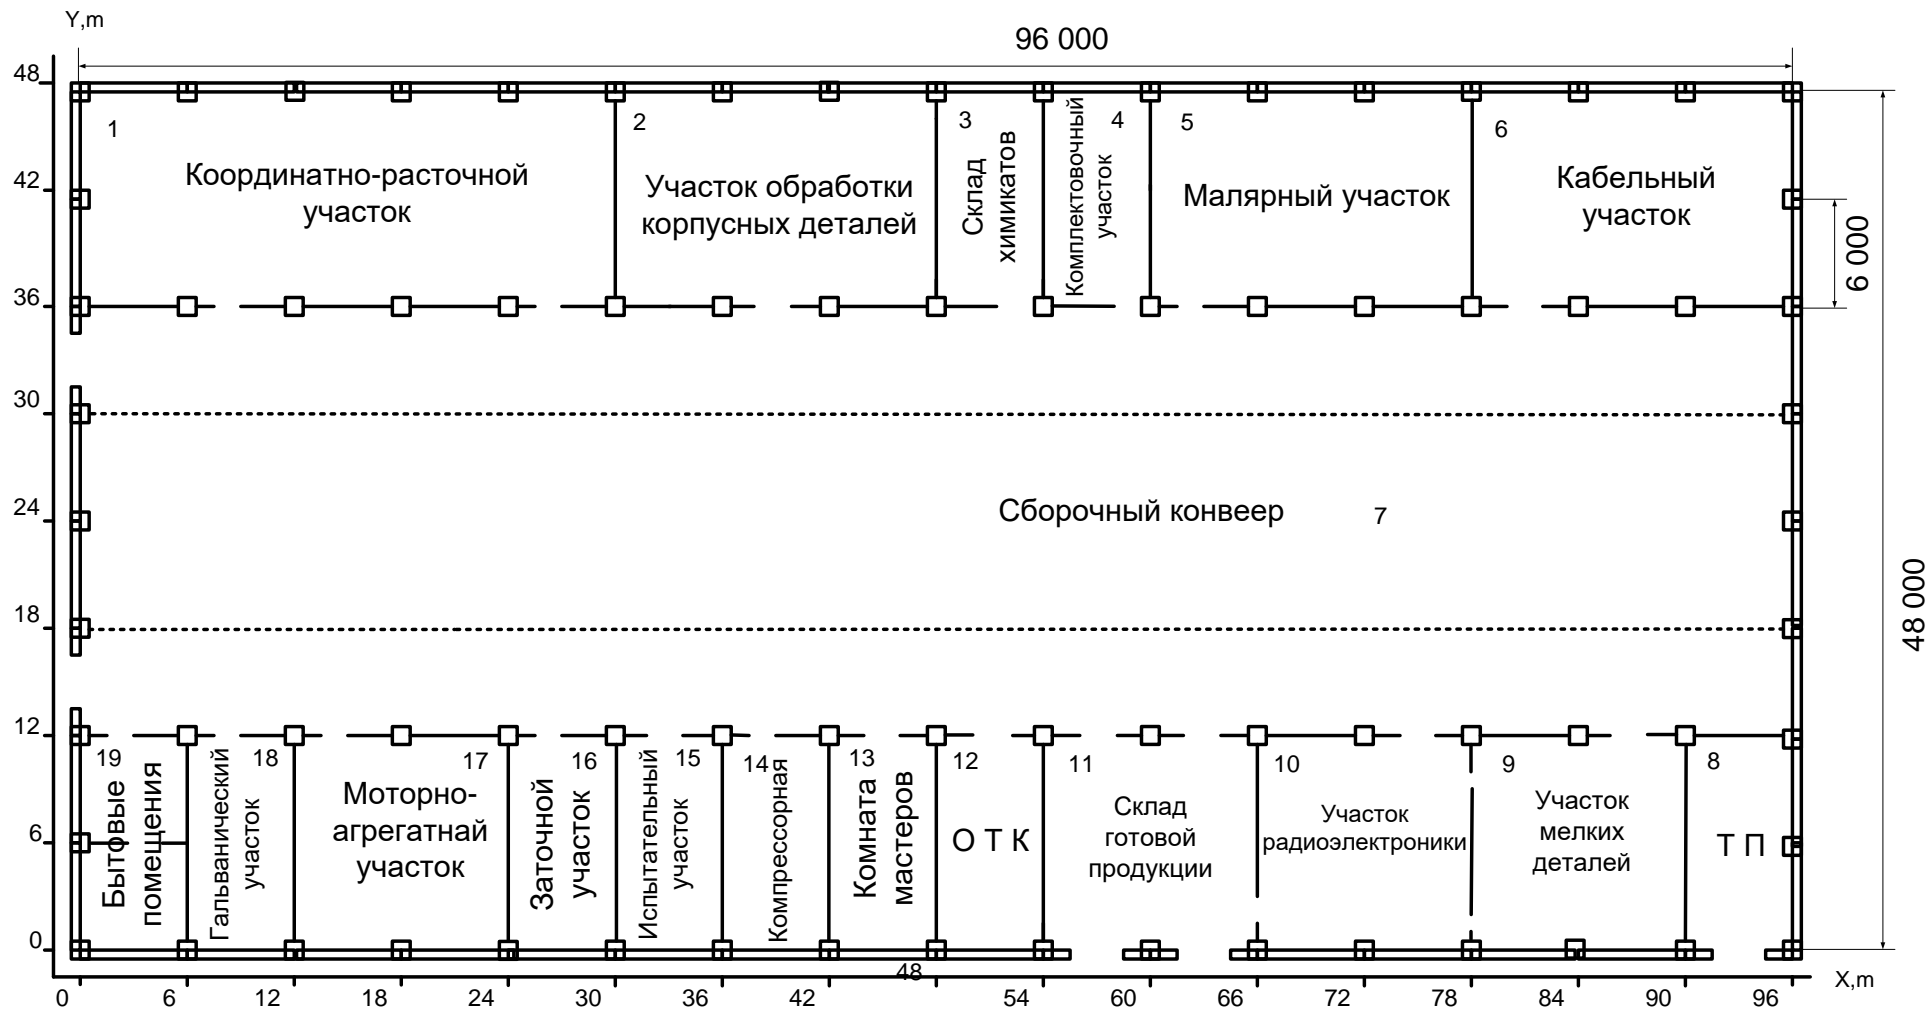 Y,m
96 000
48
1
2
3
4
5
6
Координатно-расточной
участок
Участок обработки
корпусных деталей
Склад
химикатов
Комплектовочный
участок
Малярный участок
Кабельный
участок
42
6 000
36
30
Сборочный конвеер
7
24
18
48 000
12
19
18
17
16
15
14
13
12
11
10
9
8
Бытовые
помещения
Гальванический
участок
Моторно-
агрегатнай
участок
Заточной
участок
Испытательный
участок
Компрессорная
Комната
мастеров
О Т К
Склад
готовой
продукции
Участок
радиоэлектроники
Участок
мелких
деталей
Т П
6
0
48
X,m
0
6
12
18
24
30
36
42
54
60
66
72
78
84
90
96